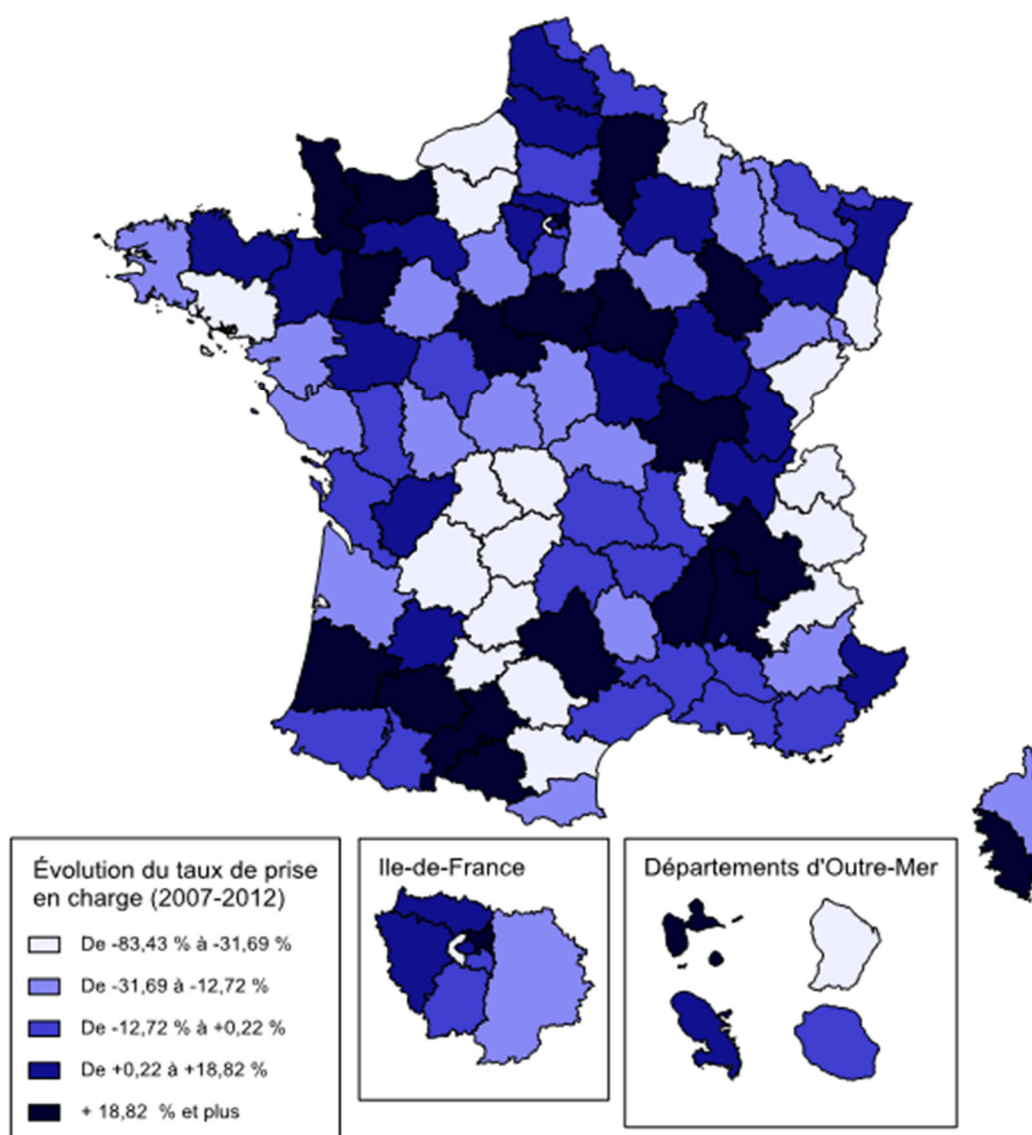 Évolution du taux de prise
en charge (2007-2012)
De -83,43 % à -31,69 %
De -31,69 à -12,72 %
De -12,72 % à +0,22 %
De +0,22 à +18,82 %
+ 18,82 % et plus
Ile-de-France
Départements d'Outre-Mer